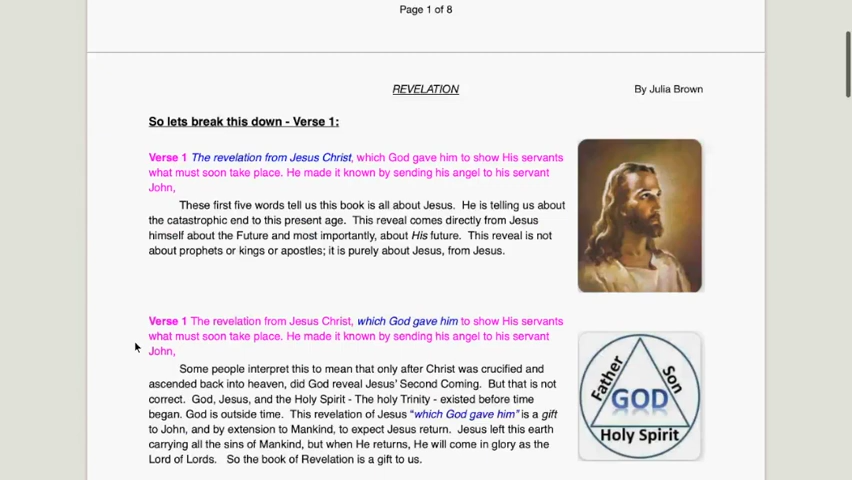 Page 1 of 8
REVELATION By Julia Brown
So lets break this down - Verse 1:
Verse 1 The revelation from Jesus Christ, which God gave him to show His servants
what must soon take place. He made it known by sending his angel to his servant
John,
These first five words tell us this book is all about Jesus. He is telling us about
the catastrophic end to this present age. This reveal comes directly from Jesus
himself about the Future and most importantly, about His future. This reveal is not
about prophets or kings or apostles; it is purely about Jesus, from Jesus.
Verse 1 The revelation from Jesus Christ, which God gave him to show His servants
what must soon take place. He made it known by sending his angel to his servant
John,
Some people interpret this to mean that only after Christ was crucified and
ascended back into heaven, did God reveal Jesus' Second Coming. But that is not
correct. God, Jesus, and the Holy Spirit - The holy Trinity - existed before time
began. God is outside time. This revelation of Jesus "which God gave him" is a gift
to John, and by extension to Mankind, to expect Jesus return. Jesus left this earth
carrying all the sins of Mankind, but when He returns, He will come in glory as the
Lord of Lords. So the book of Revelation is a gift to us.
Father
Son
GOD
Holy Spirit